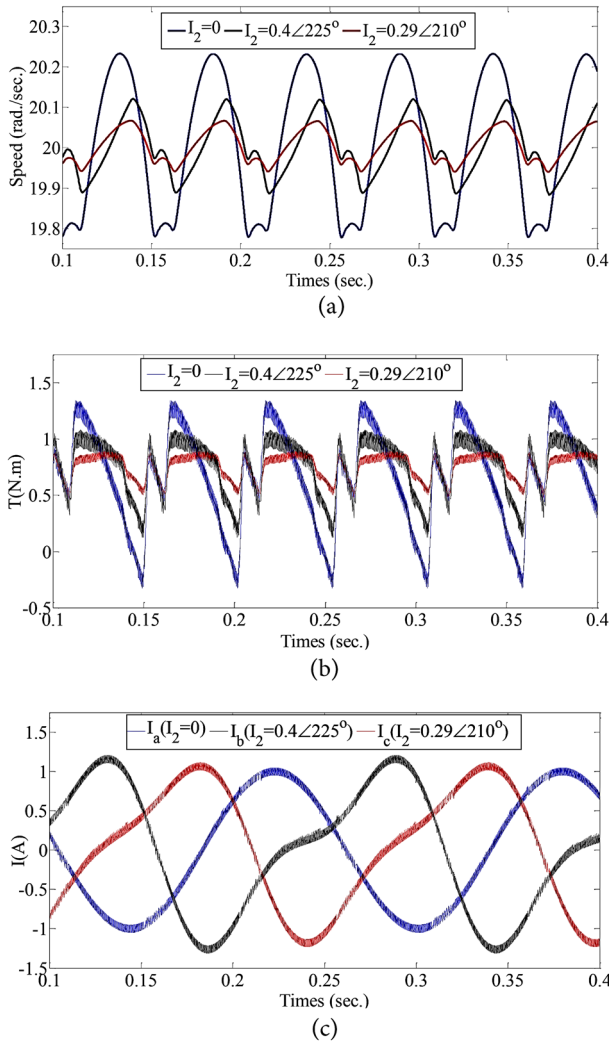 I2=0 I2=0.4∠225° I2=0.29∠210°
20.3
20.2
20.1
20
19.9
19.8
Speed (rad./sec.)
0.1 0.15 0.2 0.25 0.3 0.35 0.4
Times (sec.)
(a)
I2=0 I2=0.4∠225° I2=0.29∠210°
1.5
1
0.5
0
-0.5
T(N.m)
0.1 0.15 0.2 0.25 0.3 0.35 0.4
Times (sec.)
(b)
Ia(I2=0) Ib(I2=0.4∠225°) Ic(I2=0.29∠210°)
1.5
1
0.5
0
-0.5
-1
-1.5
I(A)
0.1 0.15 0.2 0.25 0.3 0.35 0.4
Times (sec.)
(c)